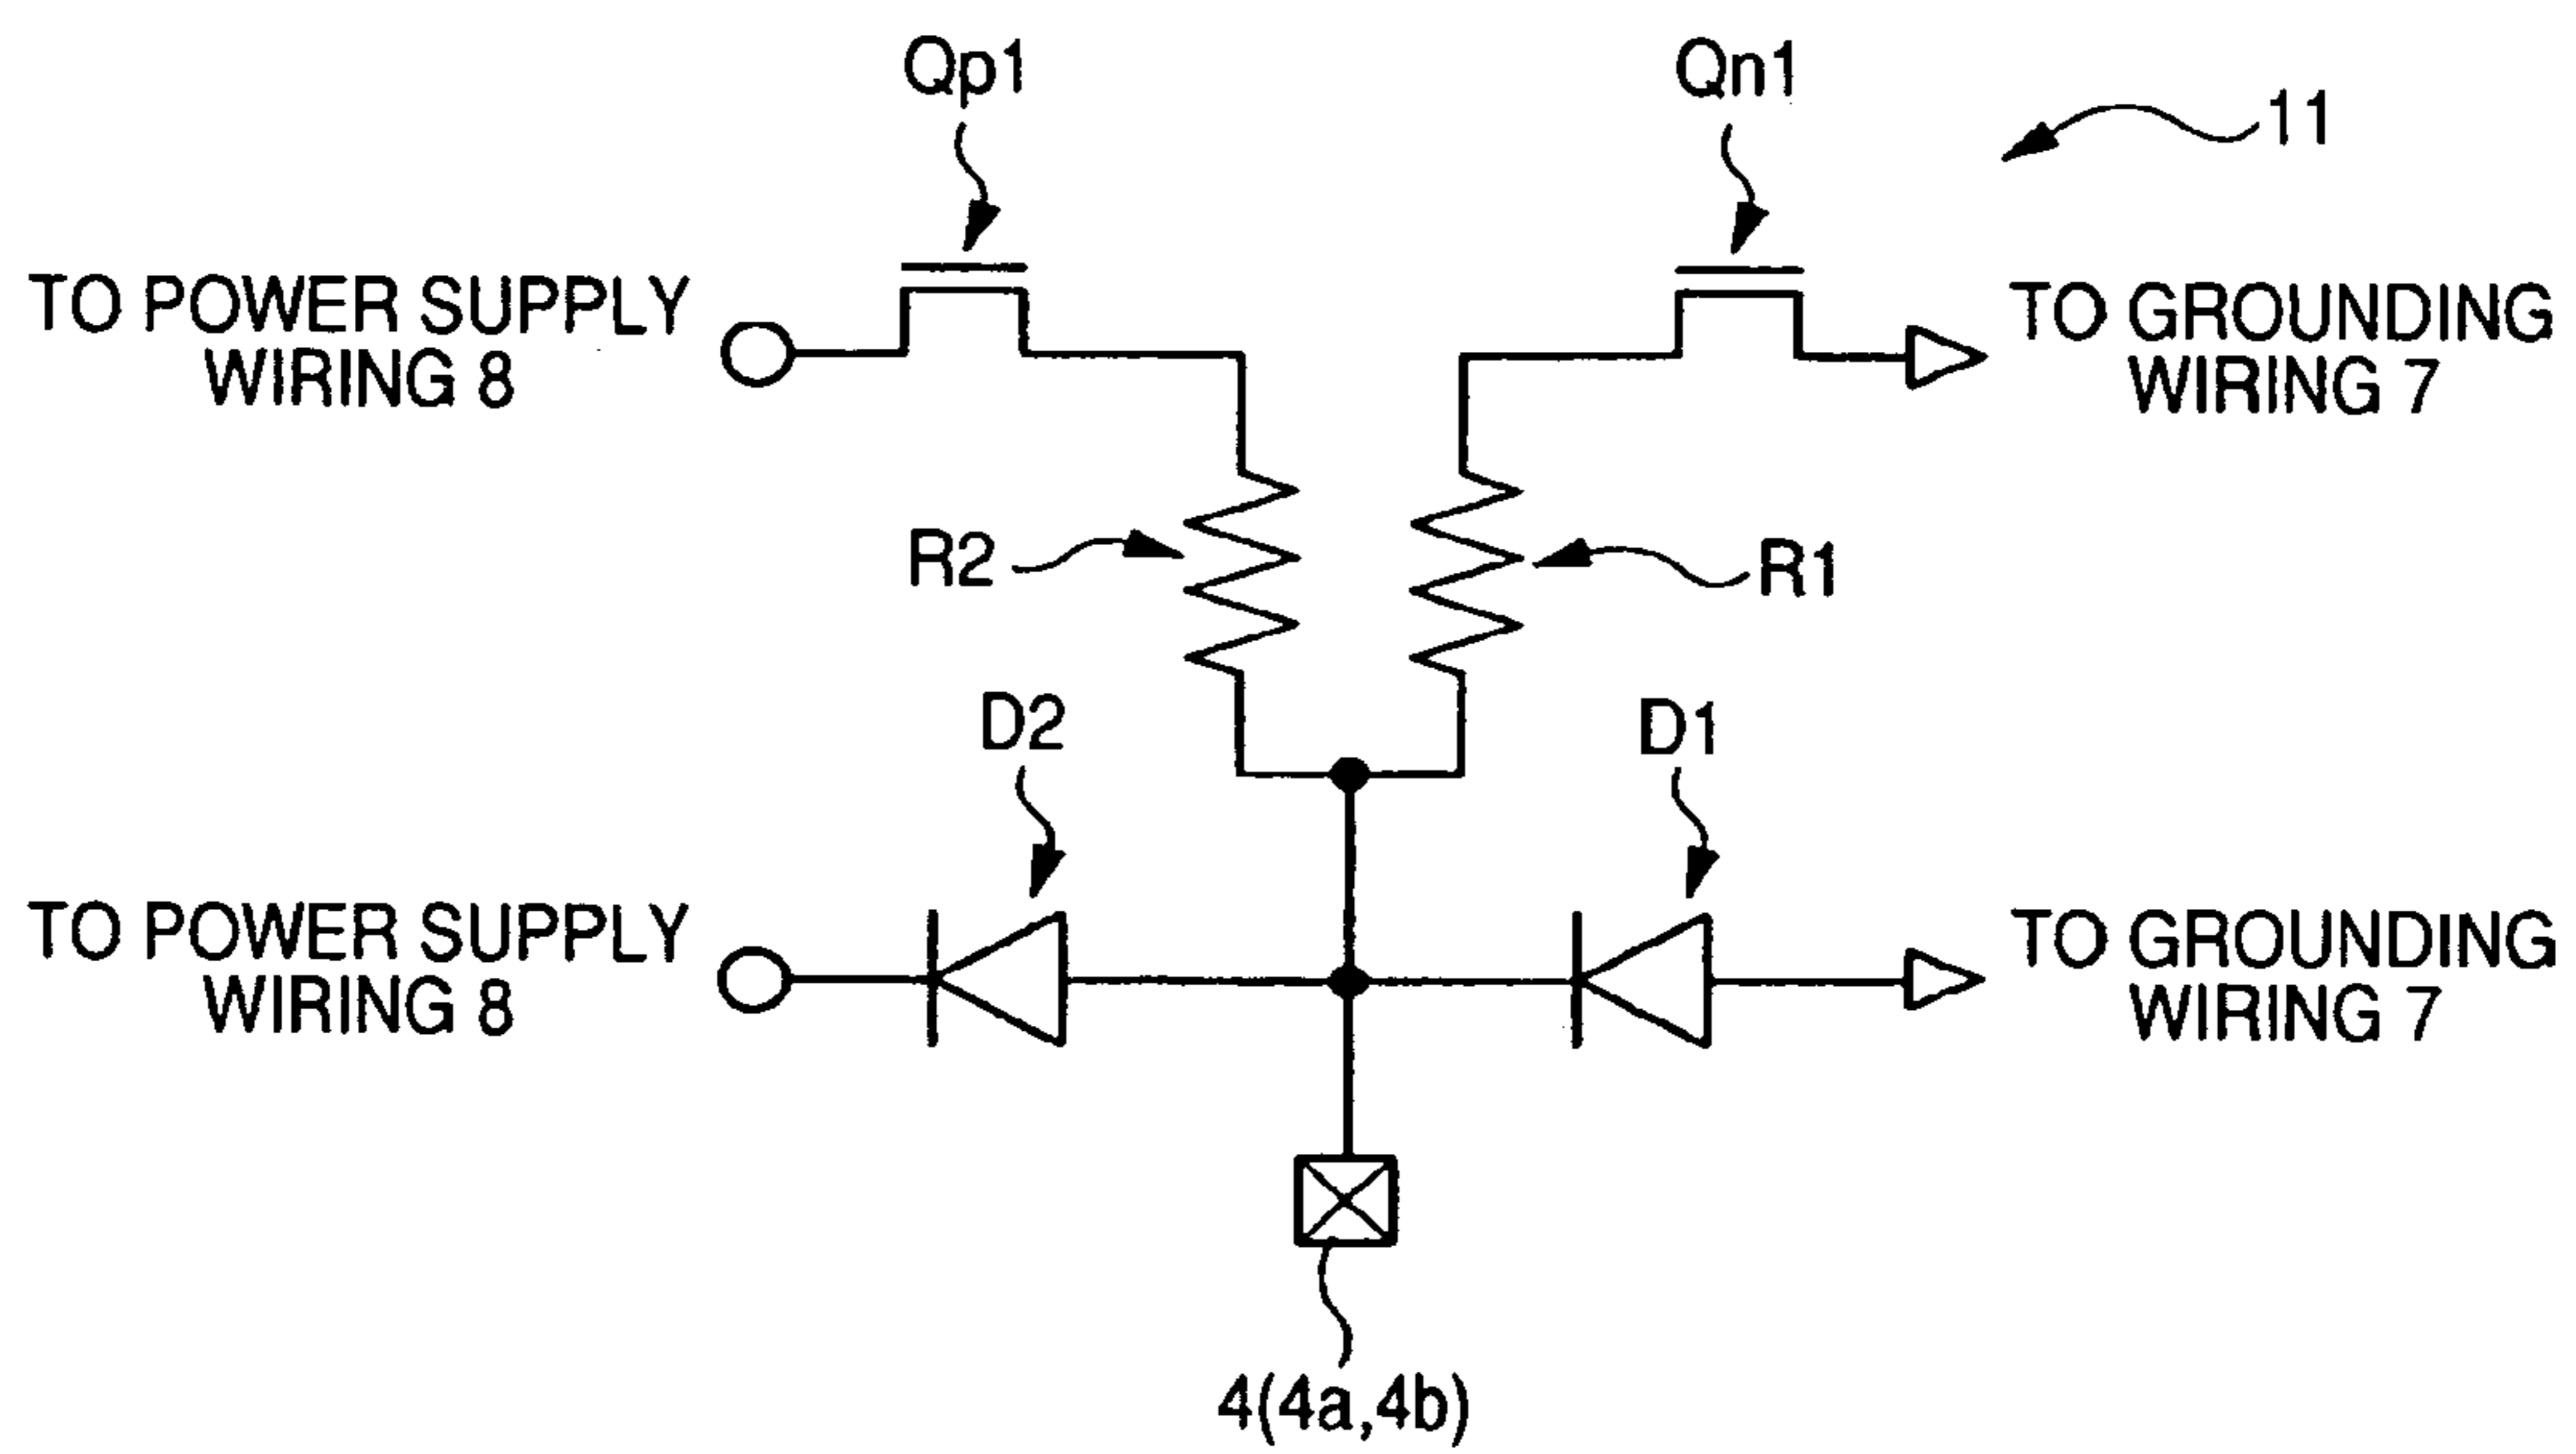 Qp1
Qn1
11
TO POWER SUPPLY
WIRING 8
TO GROUNDING
WIRING 7
R2
R1
D2
D1
TO POWER SUPPLY
WIRING 8
TO GROUNDING
WIRING 7
4(4a,4b)